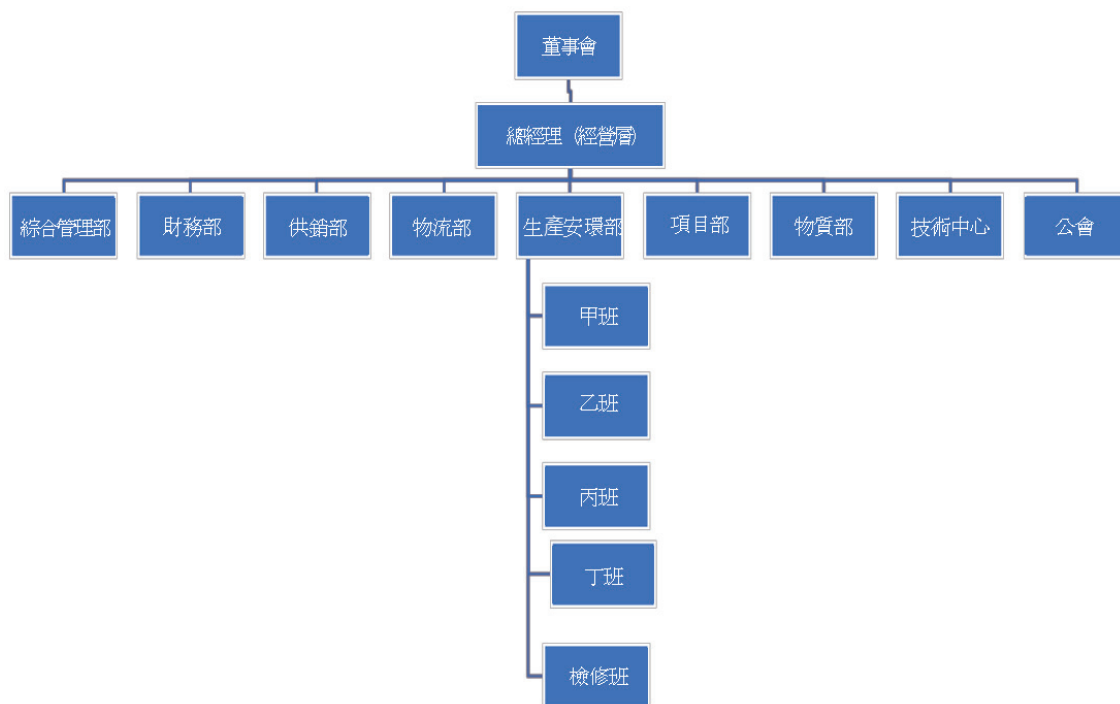 董事會
總經理（經營層）
綜合管理部
財務部
供銷部
物流部
生產安環部
項目部
物質部
技術中心
公會
甲班
乙班
丙班
丁班
檢修班